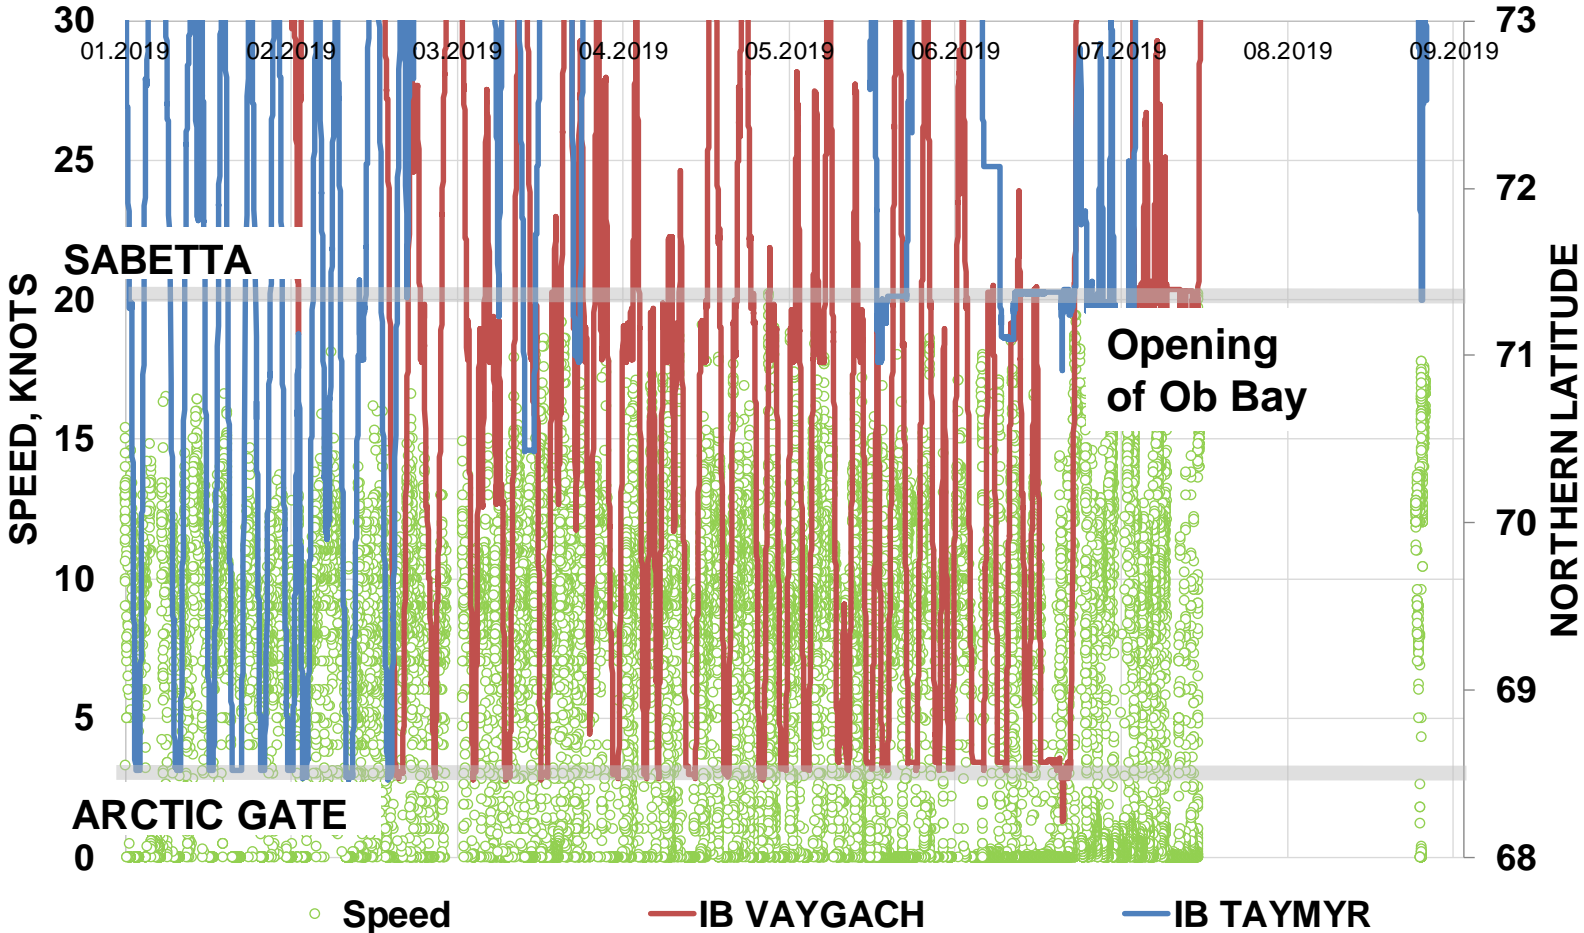 30
73
01.2019
02.2019
03.2019
04.2019
05.2019
06.2019
07.2019
08.2019
09.2019
25
72
SABETTA
20
Opening
of Ob Bay
71
15
70
10
69
5
ARCTIC GATE
0
68
SPEED, KNOTS
NORTHERN LATITUDE
Speed
IB VAYGACH
IB TAYMYR